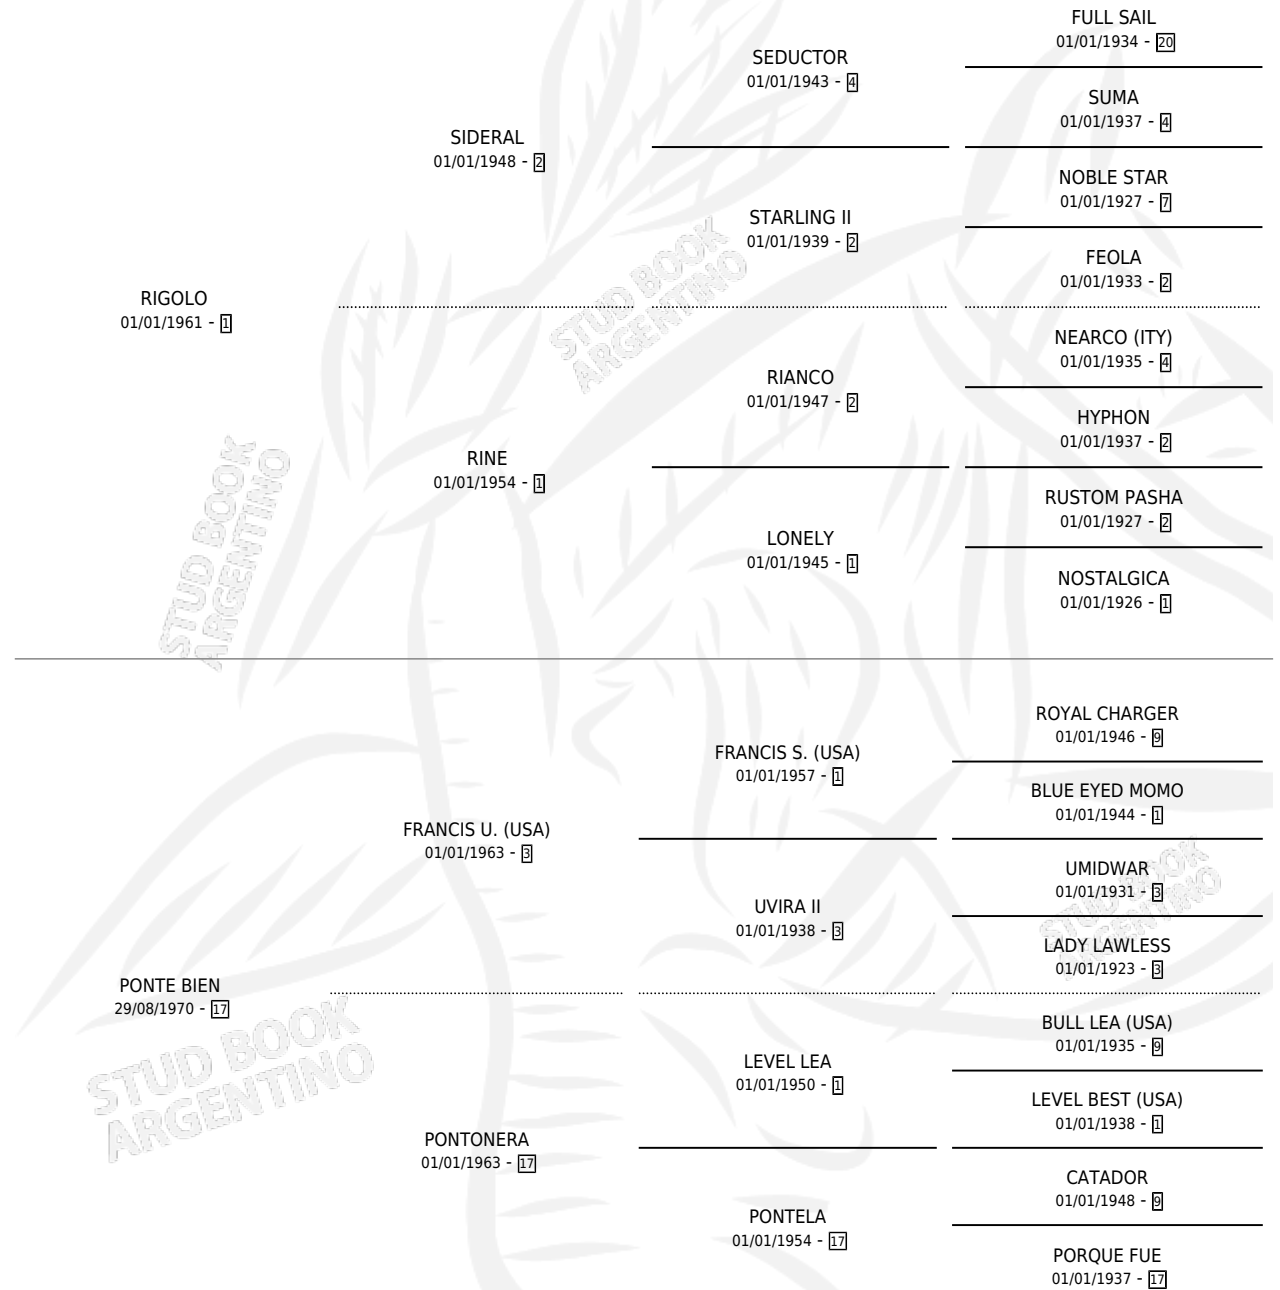 FULL SAIL
01/01/1934 - 20
SEDUCTOR
01/01/1943 - 4
SUMA
01/01/1937 - 4
SIDERAL
01/01/1948 - 2
NOBLE STAR
01/01/1927 - 7
STARLING II
01/01/1939 - 2
FEOLA
01/01/1933 - 2
RIGOLO
01/01/1961 - 1
NEARCO (ITY)
01/01/1935 - 4
RIANCO
01/01/1947 - 2
HYPHON
01/01/1937 - 2
RINE
01/01/1954 - 1
RUSTOM PASHA
01/01/1927 - 2
LONELY
01/01/1945 - 1
NOSTALGICA
01/01/1926 - 1
ROYAL CHARGER
01/01/1946 - 9
FRANCIS S. (USA)
01/01/1957 - 1
BLUE EYED MOMO
01/01/1944 - 1
FRANCIS U. (USA)
01/01/1963 - 3
UMIDWAR
01/01/1931 - 3
UVIRA II
01/01/1938 - 3
LADY LAWLESS
01/01/1923 - 3
PONTE BIEN
29/08/1970 - 17
BULL LEA (USA)
01/01/1935 - 9
LEVEL LEA
01/01/1950 - 1
LEVEL BEST (USA)
01/01/1938 - 1
PONTONERA
01/01/1963 - 17
CATADOR
01/01/1948 - 9
PONTELA
01/01/1954 - 17
PORQUE FUE
01/01/1937 - 17
STUD BOOK
ARGENTINO
STUD BOOK
ARGENTINO
STUD BOOK
ARGENTINO
STUD BOOK
ARGENTINO